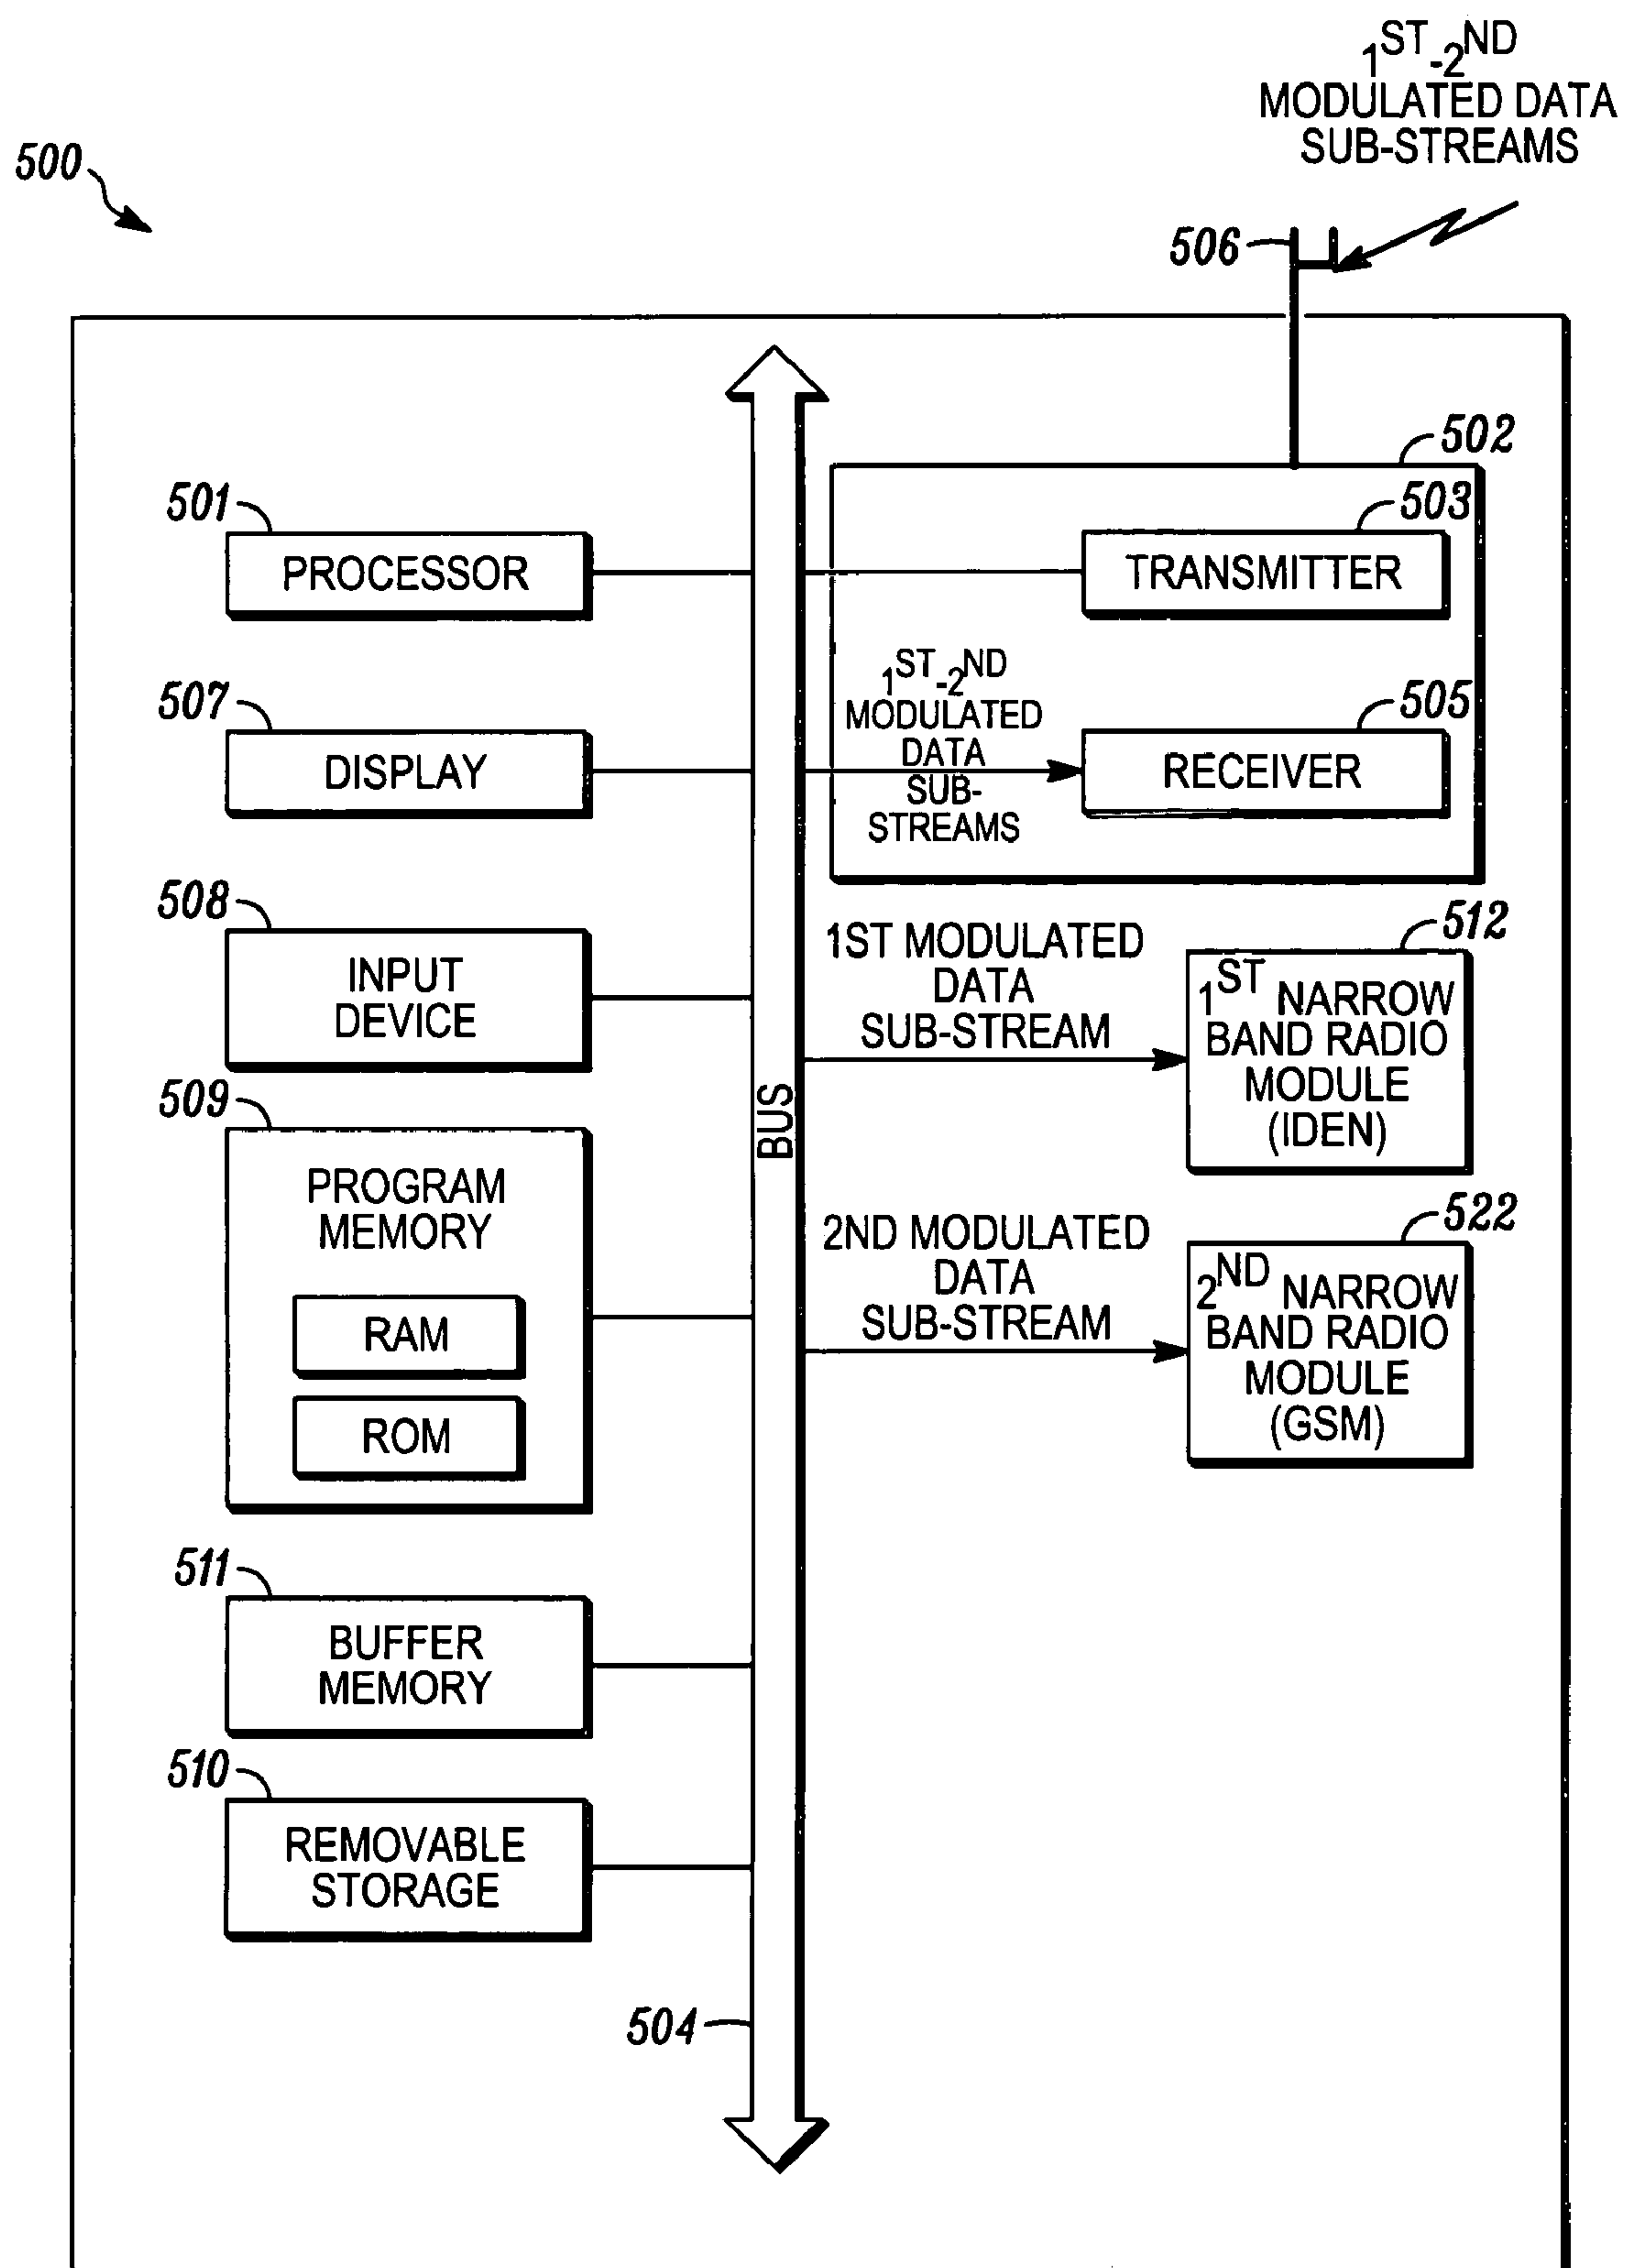 1ST-2ND
MODULATED DATA
SUB-STREAMS
500
506
502
501
PROCESSOR
503
TRANSMITTER
507
DISPLAY
1ST-2ND
MODULATED
DATA
SUB-
STREAMS
505
RECEIVER
508
INPUT
DEVICE
1ST MODULATED
DATA
SUB-STREAM
512
1ST NARROW
BAND RADIO
MODULE
(IDEN)
BUS
509
PROGRAM
MEMORY
RAM
ROM
2ND MODULATED
DATA
SUB-STREAM
522
2ND NARROW
BAND RADIO
MODULE
(GSM)
511
BUFFER
MEMORY
510
REMOVABLE
STORAGE
504